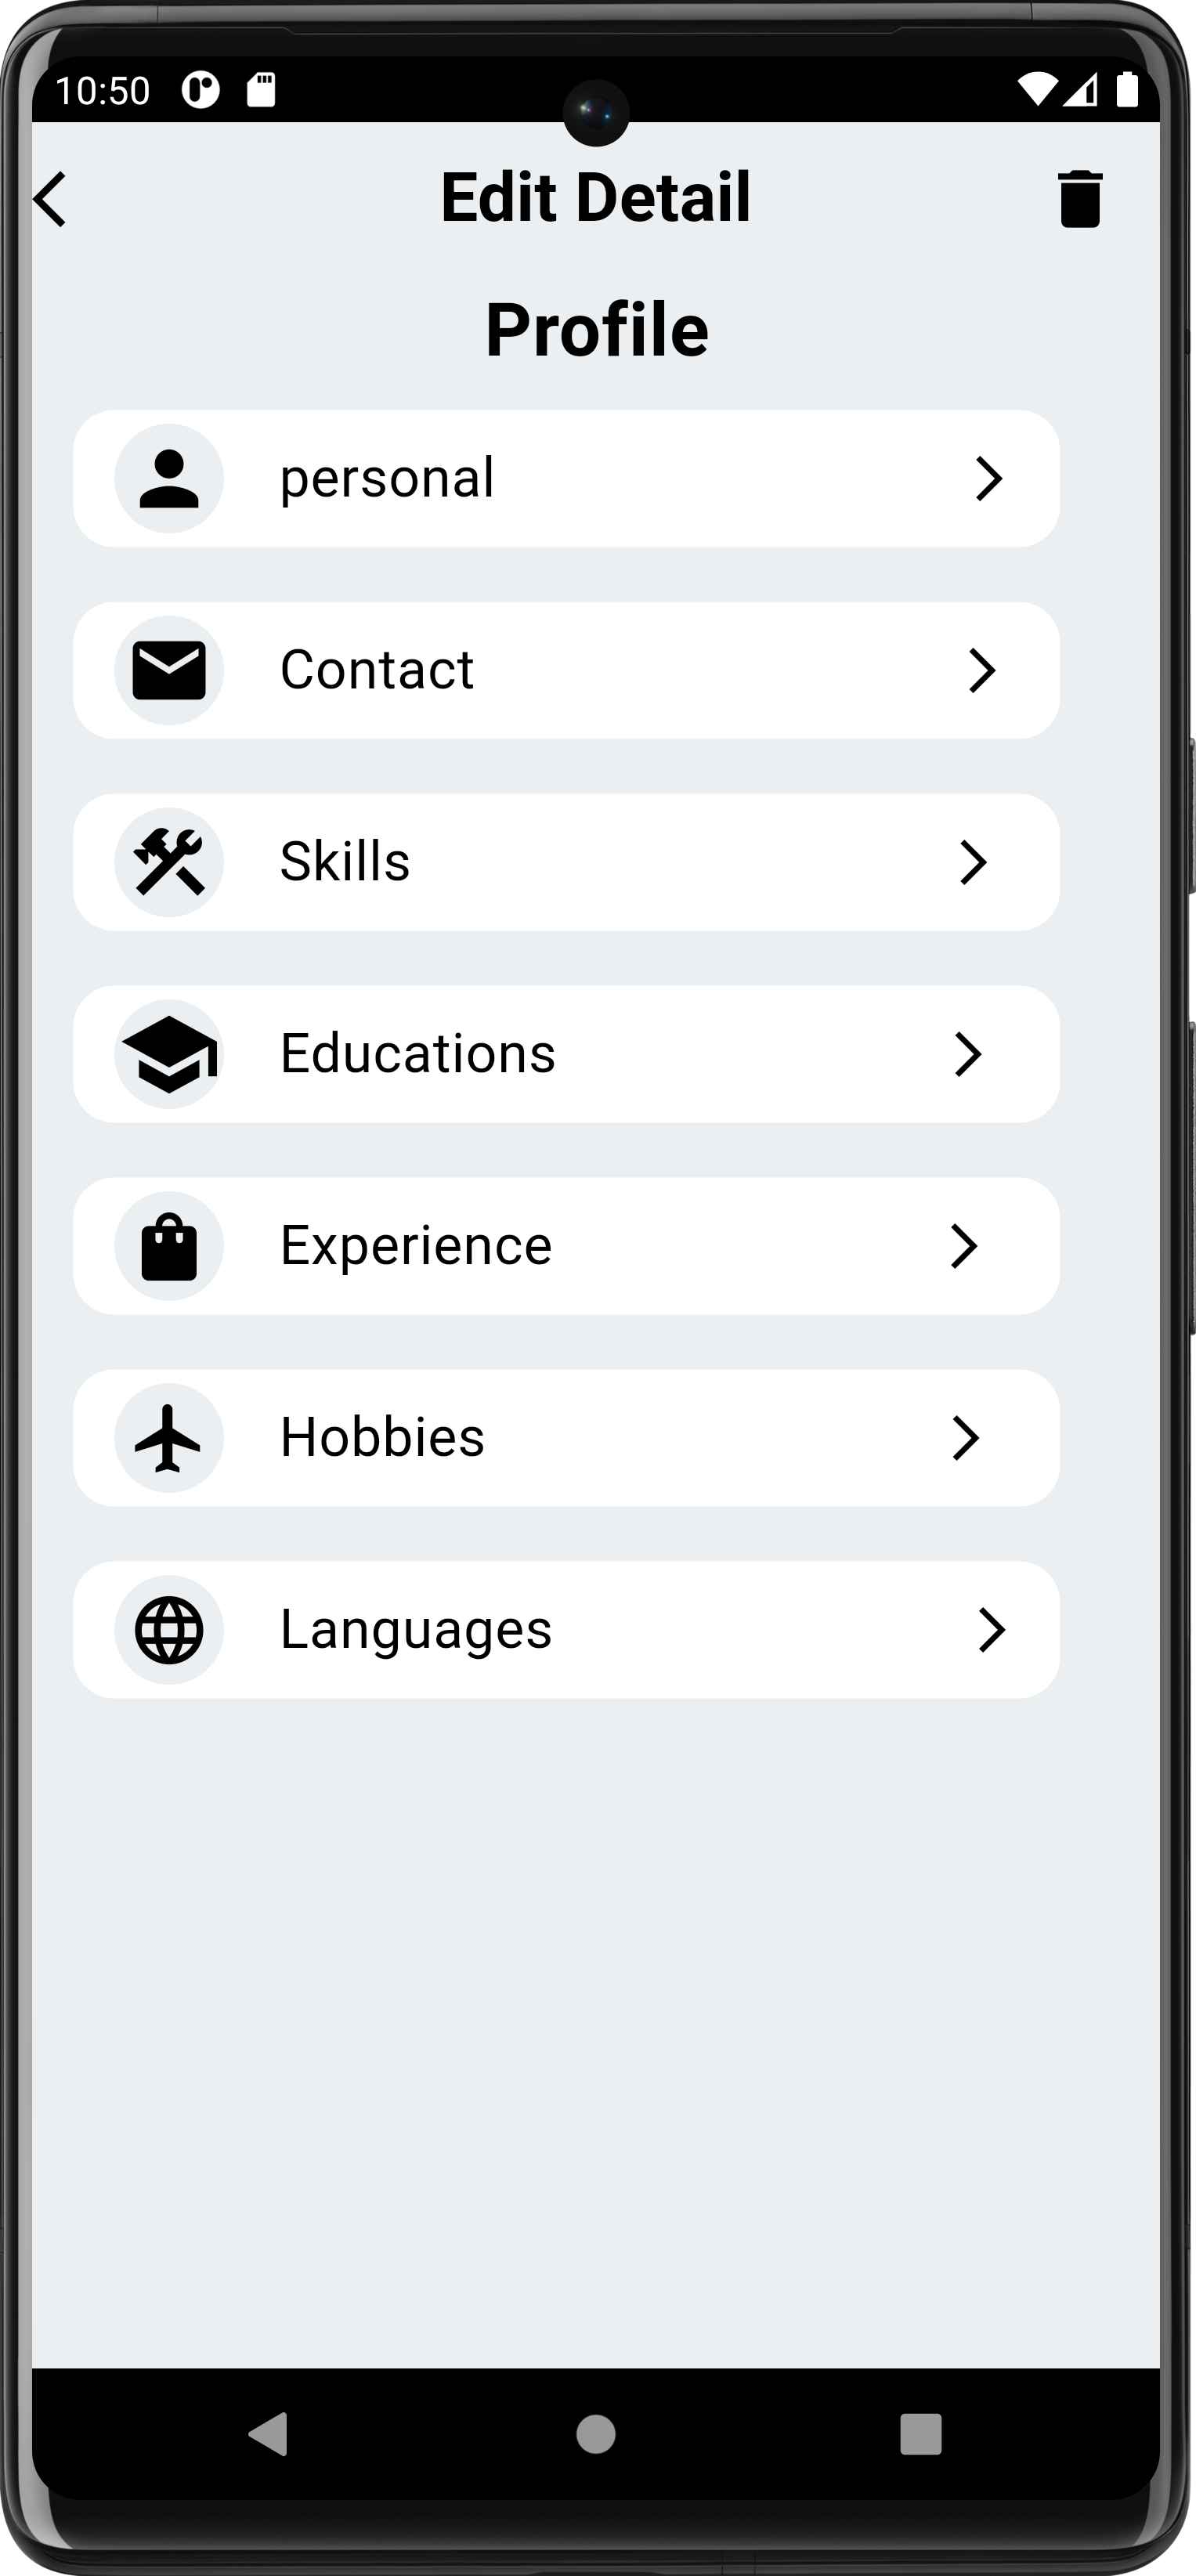 10:50
Edit Detail
Profile
personal
Contact
Skills
Educations
Experience
Hobbies
Languages